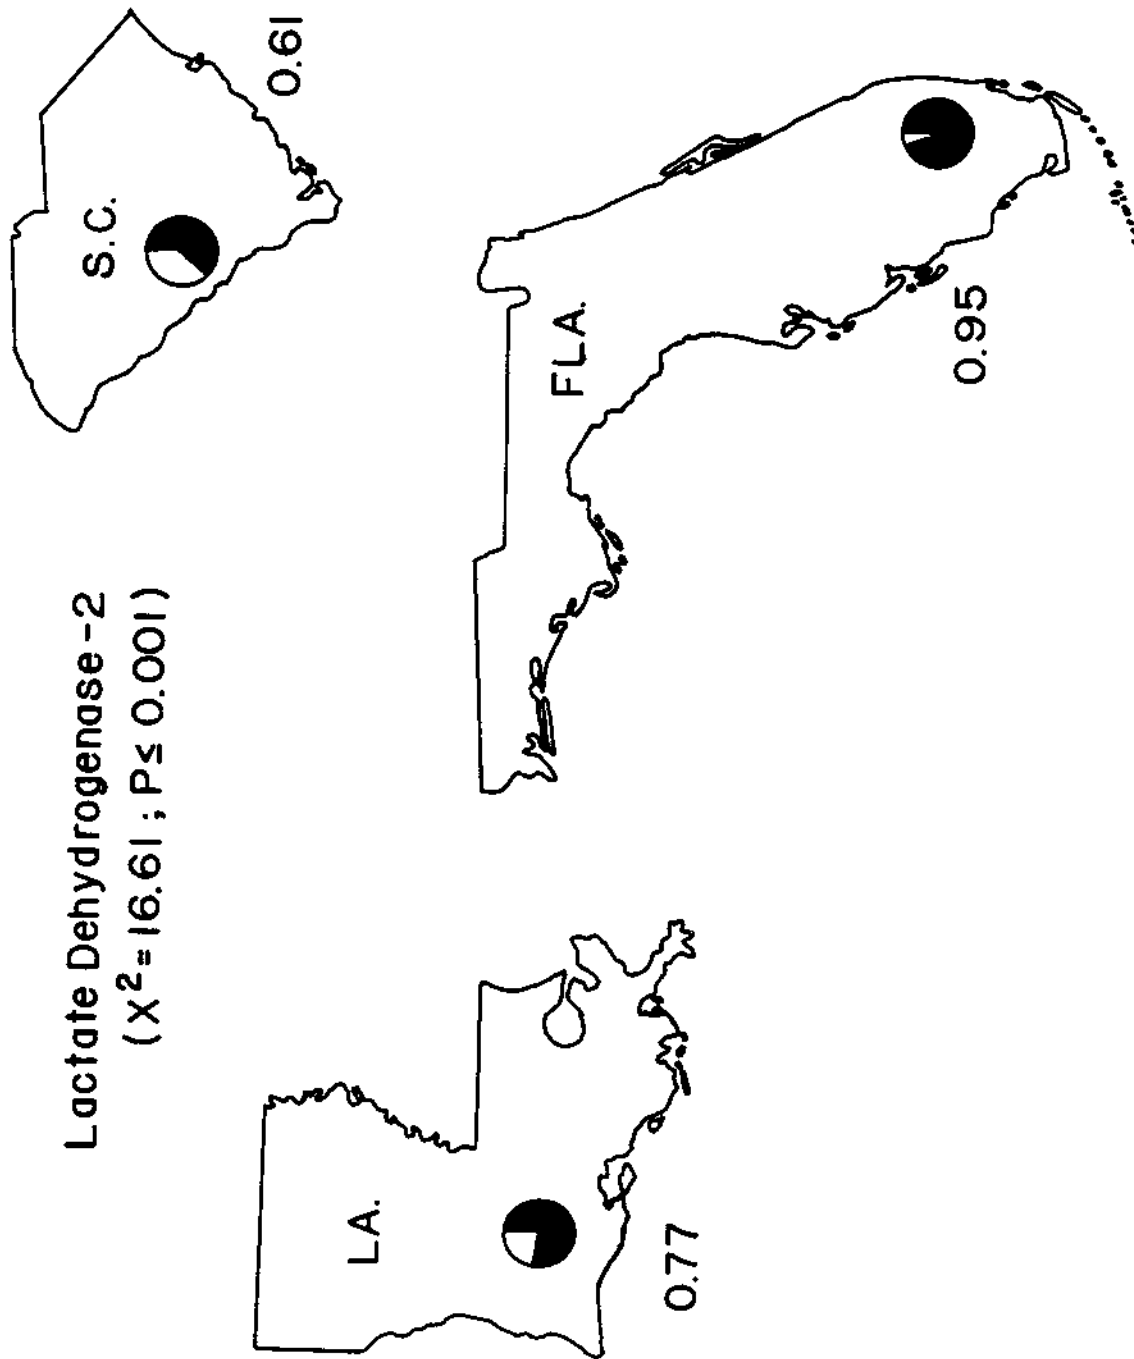 Lactate Dehydrogenase-2
(X²=16.61; P≤0.001)
S.C.
0.61
FLA.
0.95
LA.
0.77